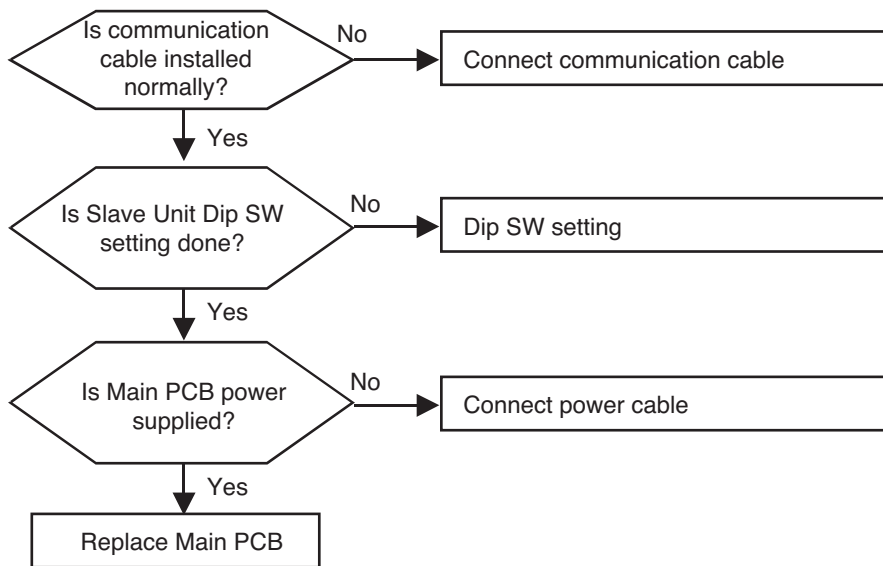 Is communication
cable installed
normally?
No
Connect communication cable
Yes
Is Slave Unit Dip SW
setting done?
No
Dip SW setting
Yes
Is Main PCB power
supplied?
No
Connect power cable
Yes
Replace Main PCB